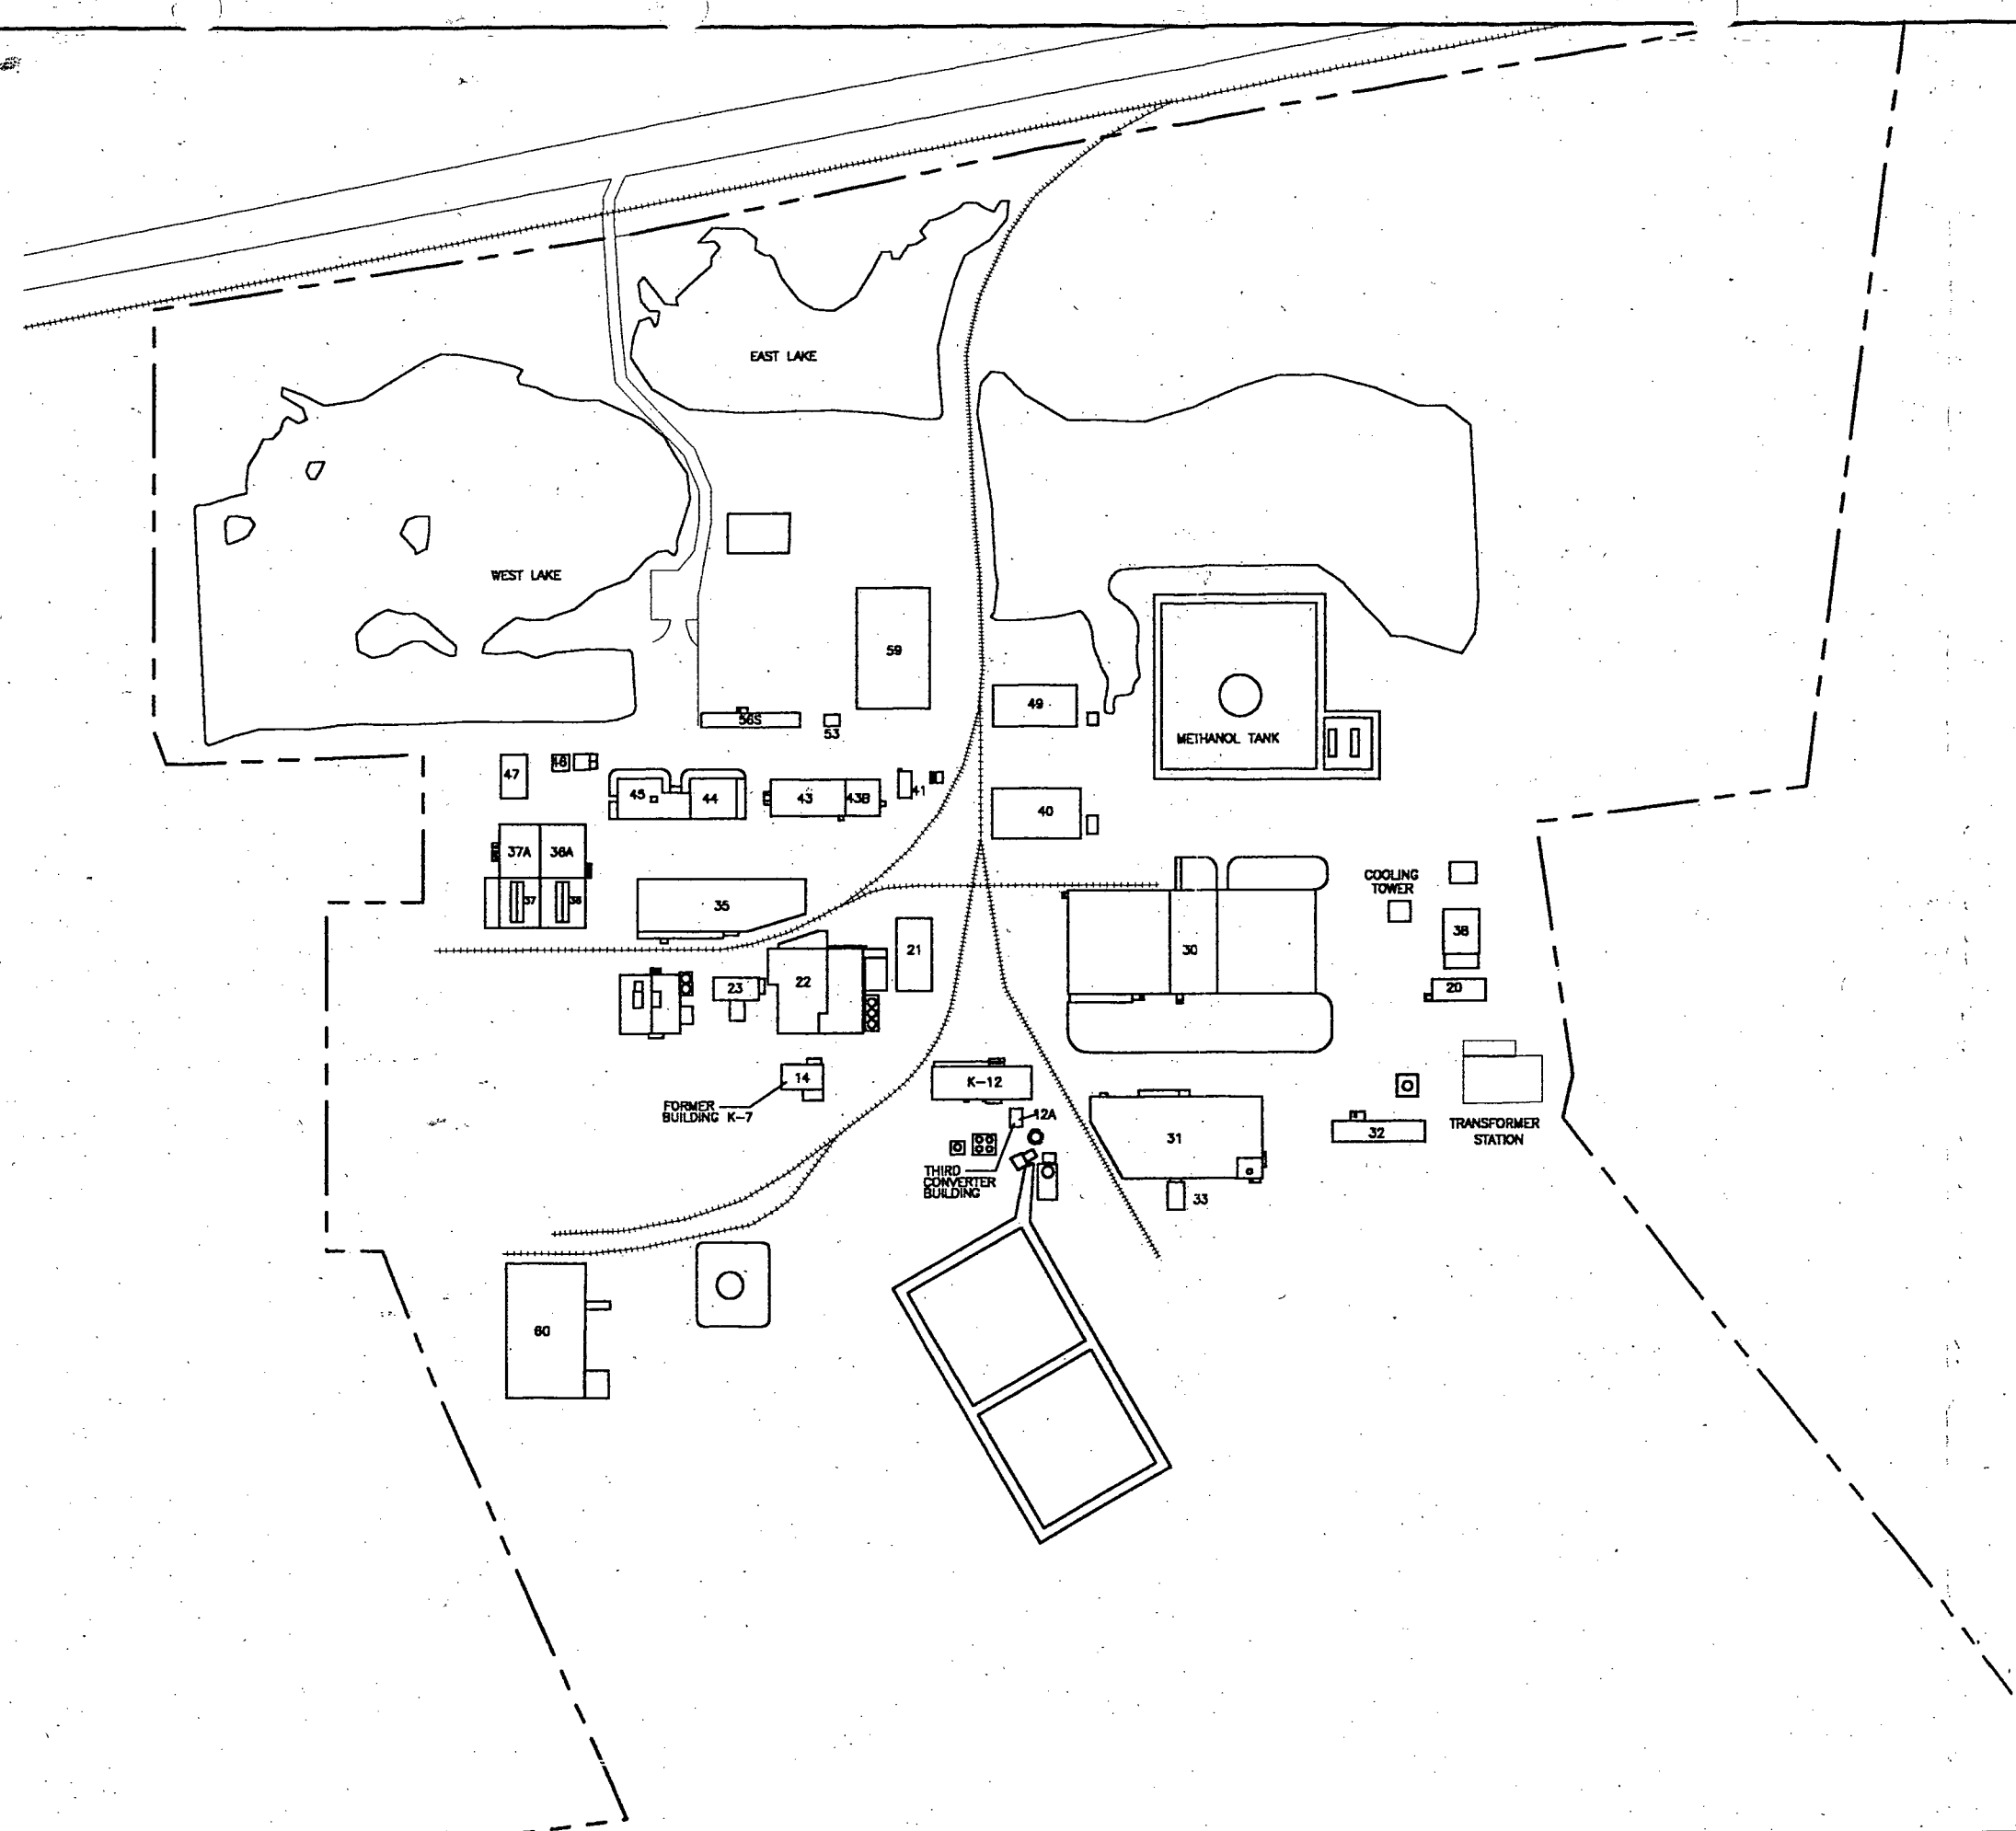 EAST LAKE
WEST LAKE
59
49
56S
53
METHANOL TANK
47
45
44
43
43B
41
40
37A
36A
37
35
COOLING
TOWER
38
21
22
23
30
20
14
FORMER
BUILDING K-7
K-12
12A
THIRD
CONVERTER
BUILDING
31
32
33
TRANSFORMER
STATION
60